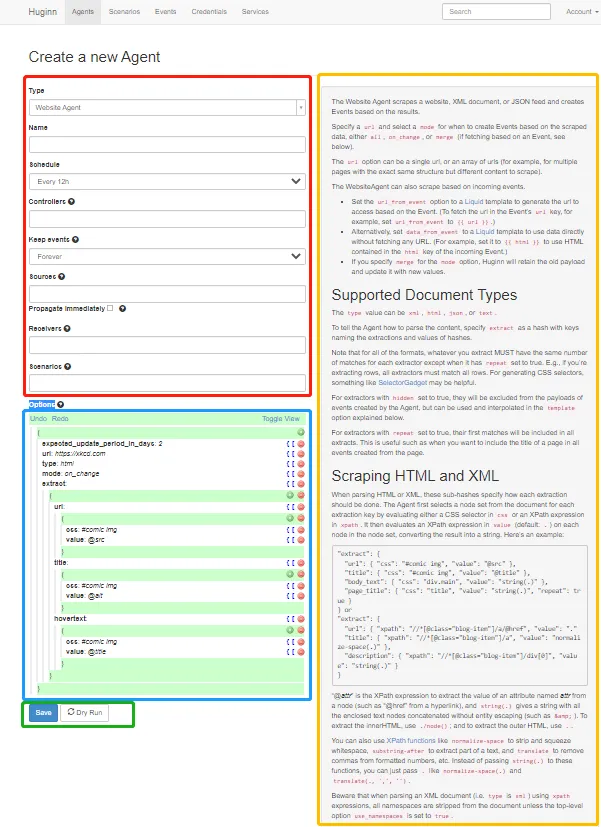 Huginn Agents Scenarios Events Credentials Services Search Account
Create a new Agent
Type
Website Agent
Name
Schedule
Every 12h
Controllers
Keep events
Forever
Sources
Propagate immediately
Receivers
Scenarios
Options
Undo Redo Toggle View
{
expected_update_period_in_days: 2
url: https://xkcd.com
type: html
mode: on_change
extract:
{
url:
{
css: #comic img
value: @src
}
title:
{
css: #comic img
value: @alt
}
hovertext:
{
css: #comic img
value: @title
}
}
}
Save Dry Run
The Website Agent scrapes a website, XML document, or JSON feed and creates
Events based on the results.
Specify a url and select a mode for when to create Events based on the scraped
data, either all, on_change, or merge (if fetching based on an Event, see
below).
The url option can be a single url, or an array of urls (for example, for multiple
pages with the exact same structure but different content to scrape).
The WebsiteAgent can also scrape based on incoming events.
• Set the url_from_event option to a Liquid template to generate the url to
access based on the Event. (To fetch the url in the Event's url key, for
example, set url_from_event to {{ url }}.)
• Alternatively, set data_from_event to a Liquid template to use data directly
without fetching any URL. (For example, set it to {{ html }} to use HTML
contained in the html key of the incoming Event.)
• If you specify merge for the mode option, Huginn will retain the old payload
and update it with new values.
Supported Document Types
The type value can be xml, html, json, or text.
To tell the Agent how to parse the content, specify extract as a hash with keys
naming the extractions and values of hashes.
Note that for all of the formats, whatever you extract MUST have the same number
of matches for each extractor except when it has repeat set to true. E.g., if you're
extracting rows, all extractors must match all rows. For generating CSS selectors,
something like SelectorGadget may be helpful.
For extractors with hidden set to true, they will be excluded from the payloads of
events created by the Agent, but can be used and interpolated in the template
option explained below.
For extractors with repeat set to true, their first matches will be included in all
extracts. This is useful such as when you want to include the title of a page in all
events created from the page.
Scraping HTML and XML
When parsing HTML or XML, these sub-hashes specify how each extraction
should be done. The Agent first selects a node set from the document for each
extraction key by evaluating either a CSS selector in css or an XPath expression
in xpath. It then evaluates an XPath expression in value (default: .) on each
node in the node set, converting the result into a string. Here's an example:
"extract": {
"url": { "css": "#comic img", "value": "@src" },
"title": { "css": "#comic img", "value": "@title" },
"body_text": { "css": "div.main", "value": "string(.)" },
"page_title": { "css": "title", "value": "string(.)", "repeat": tr
ue }
} or
"extract": {
"url": { "xpath": "//*[@class="blog-item"]/a/@href", "value": "."
"title": { "xpath": "//*[@class="blog-item"]/a", "value": "normali
ze-space(.)" },
"description": { "xpath": "//*[@class="blog-item"]/div[0]", "valu
e": "string(.)" }
}
"@attr" is the XPath expression to extract the value of an attribute named attr from
a node (such as "@href" from a hyperlink), and string(.) gives a string with all
the enclosed text nodes concatenated without entity escaping (such as &amp;). To
extract the innerHTML, use ./node(); and to extract the outer HTML, use ..
You can also use XPath functions like normalize-space to strip and squeeze
whitespace, substring-after to extract part of a text, and translate to remove
commas from formatted numbers, etc. Instead of passing string(.) to these
functions, you can just pass . like normalize-space(.) and
translate(., ',', '').
Beware that when parsing an XML document (i.e. type is xml) using xpath
expressions, all namespaces are stripped from the document unless the top-level
option use_namespaces is set to true.